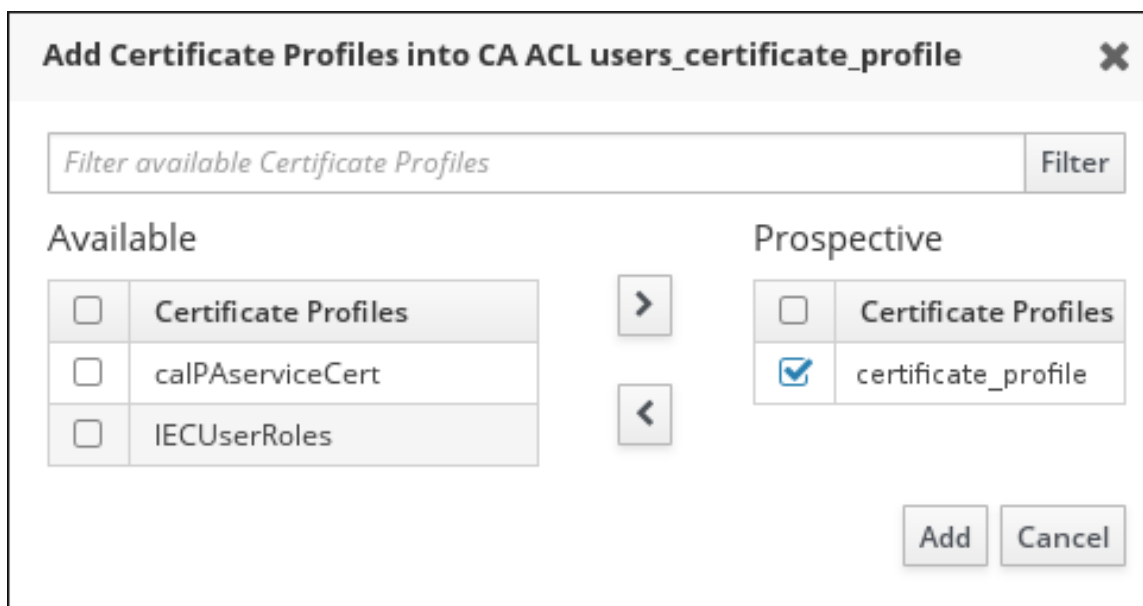 Add Certificate Profiles into CA ACL users_certificate_profile
Filter available Certificate Profiles
Filter
Available
Prospective
Certificate Profiles
Certificate Profiles
caIPAserviceCert
certificate_profile
IECUserRoles
Add
Cancel